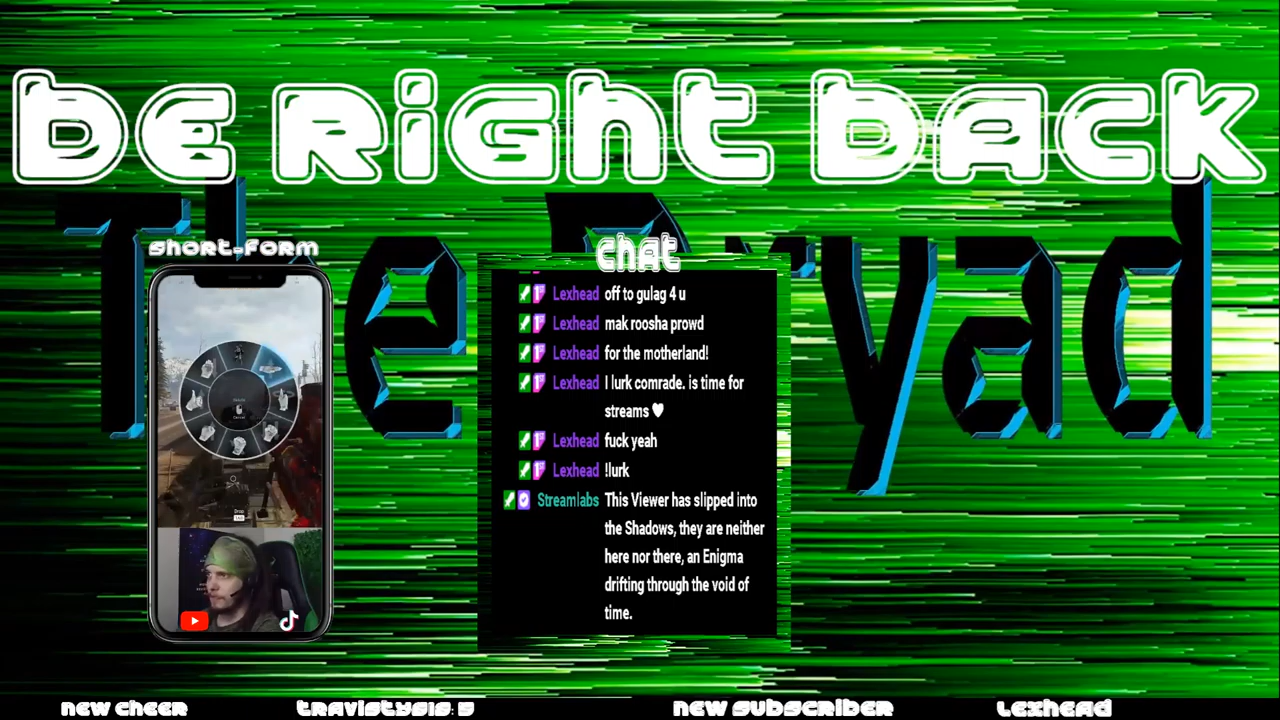 BE RIGHT BACK
The Dryad
SHORT-FORM
CHAT
Lexhead off to gulag 4 u
Lexhead mak roosha prowd
Lexhead for the motherland!
Lexhead I lurk comrade. is time for
streams ♥
Lexhead fuck yeah
Lexhead !lurk
Streamlabs This Viewer has slipped into
the Shadows, they are neither
here nor there, an Enigma
drifting through the void of
time.
Drop
NEW CHEER TRAVISTYSIS: 5 NEW SUBSCRIBER LEXHEAD